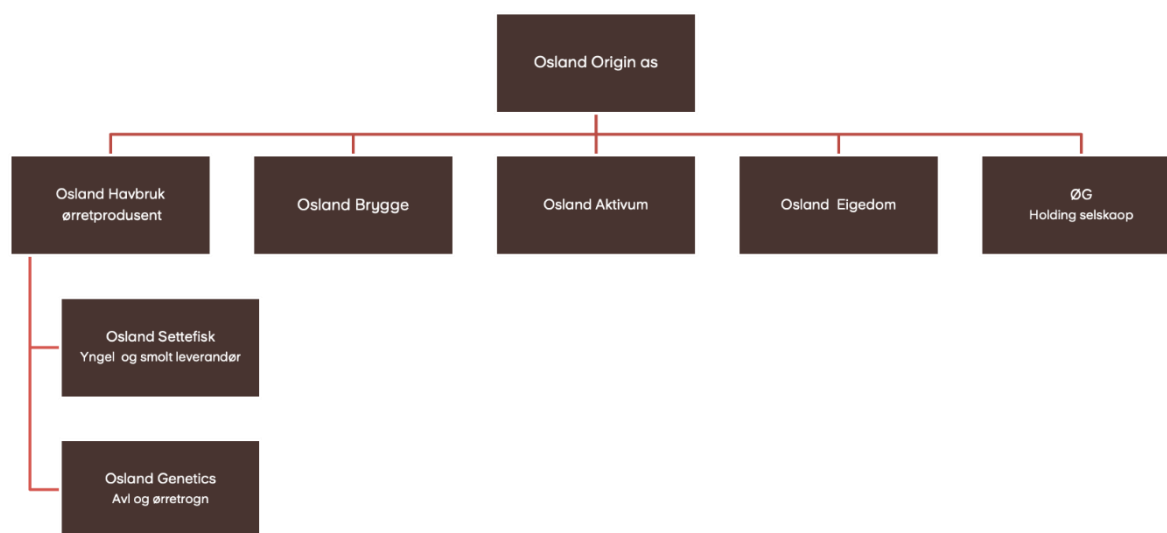 Osland Origin as
Osland Havbruk
ørretprodusent
Osland Brygge
Osland Aktivum
Osland Eigedom
ØG
Holding selskaop
Osland Settefisk
Yngel og smolt leverandør
Osland Genetics
Avl og ørretrogn